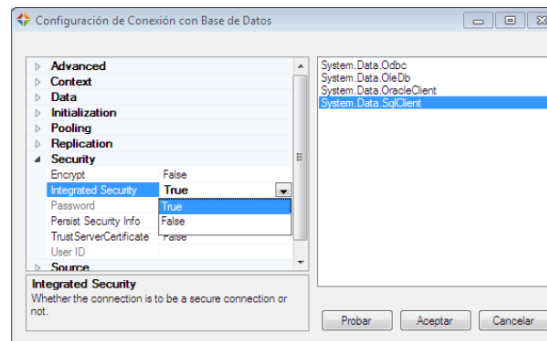 Configuración de Conexión con Base de Datos
Advanced
Context
Data
Initialization
Pooling
Replication
Security
Encrypt False
Integrated Security True
Password True
Persist Security Info False
TrustServerCertificate False
User ID
Source
Integrated Security
Whether the connection is to be a secure connection or
not.
System.Data.Odbc
System.Data.OleDb
System.Data.OracleClient
System.Data.SqlClient
Probar Aceptar Cancelar